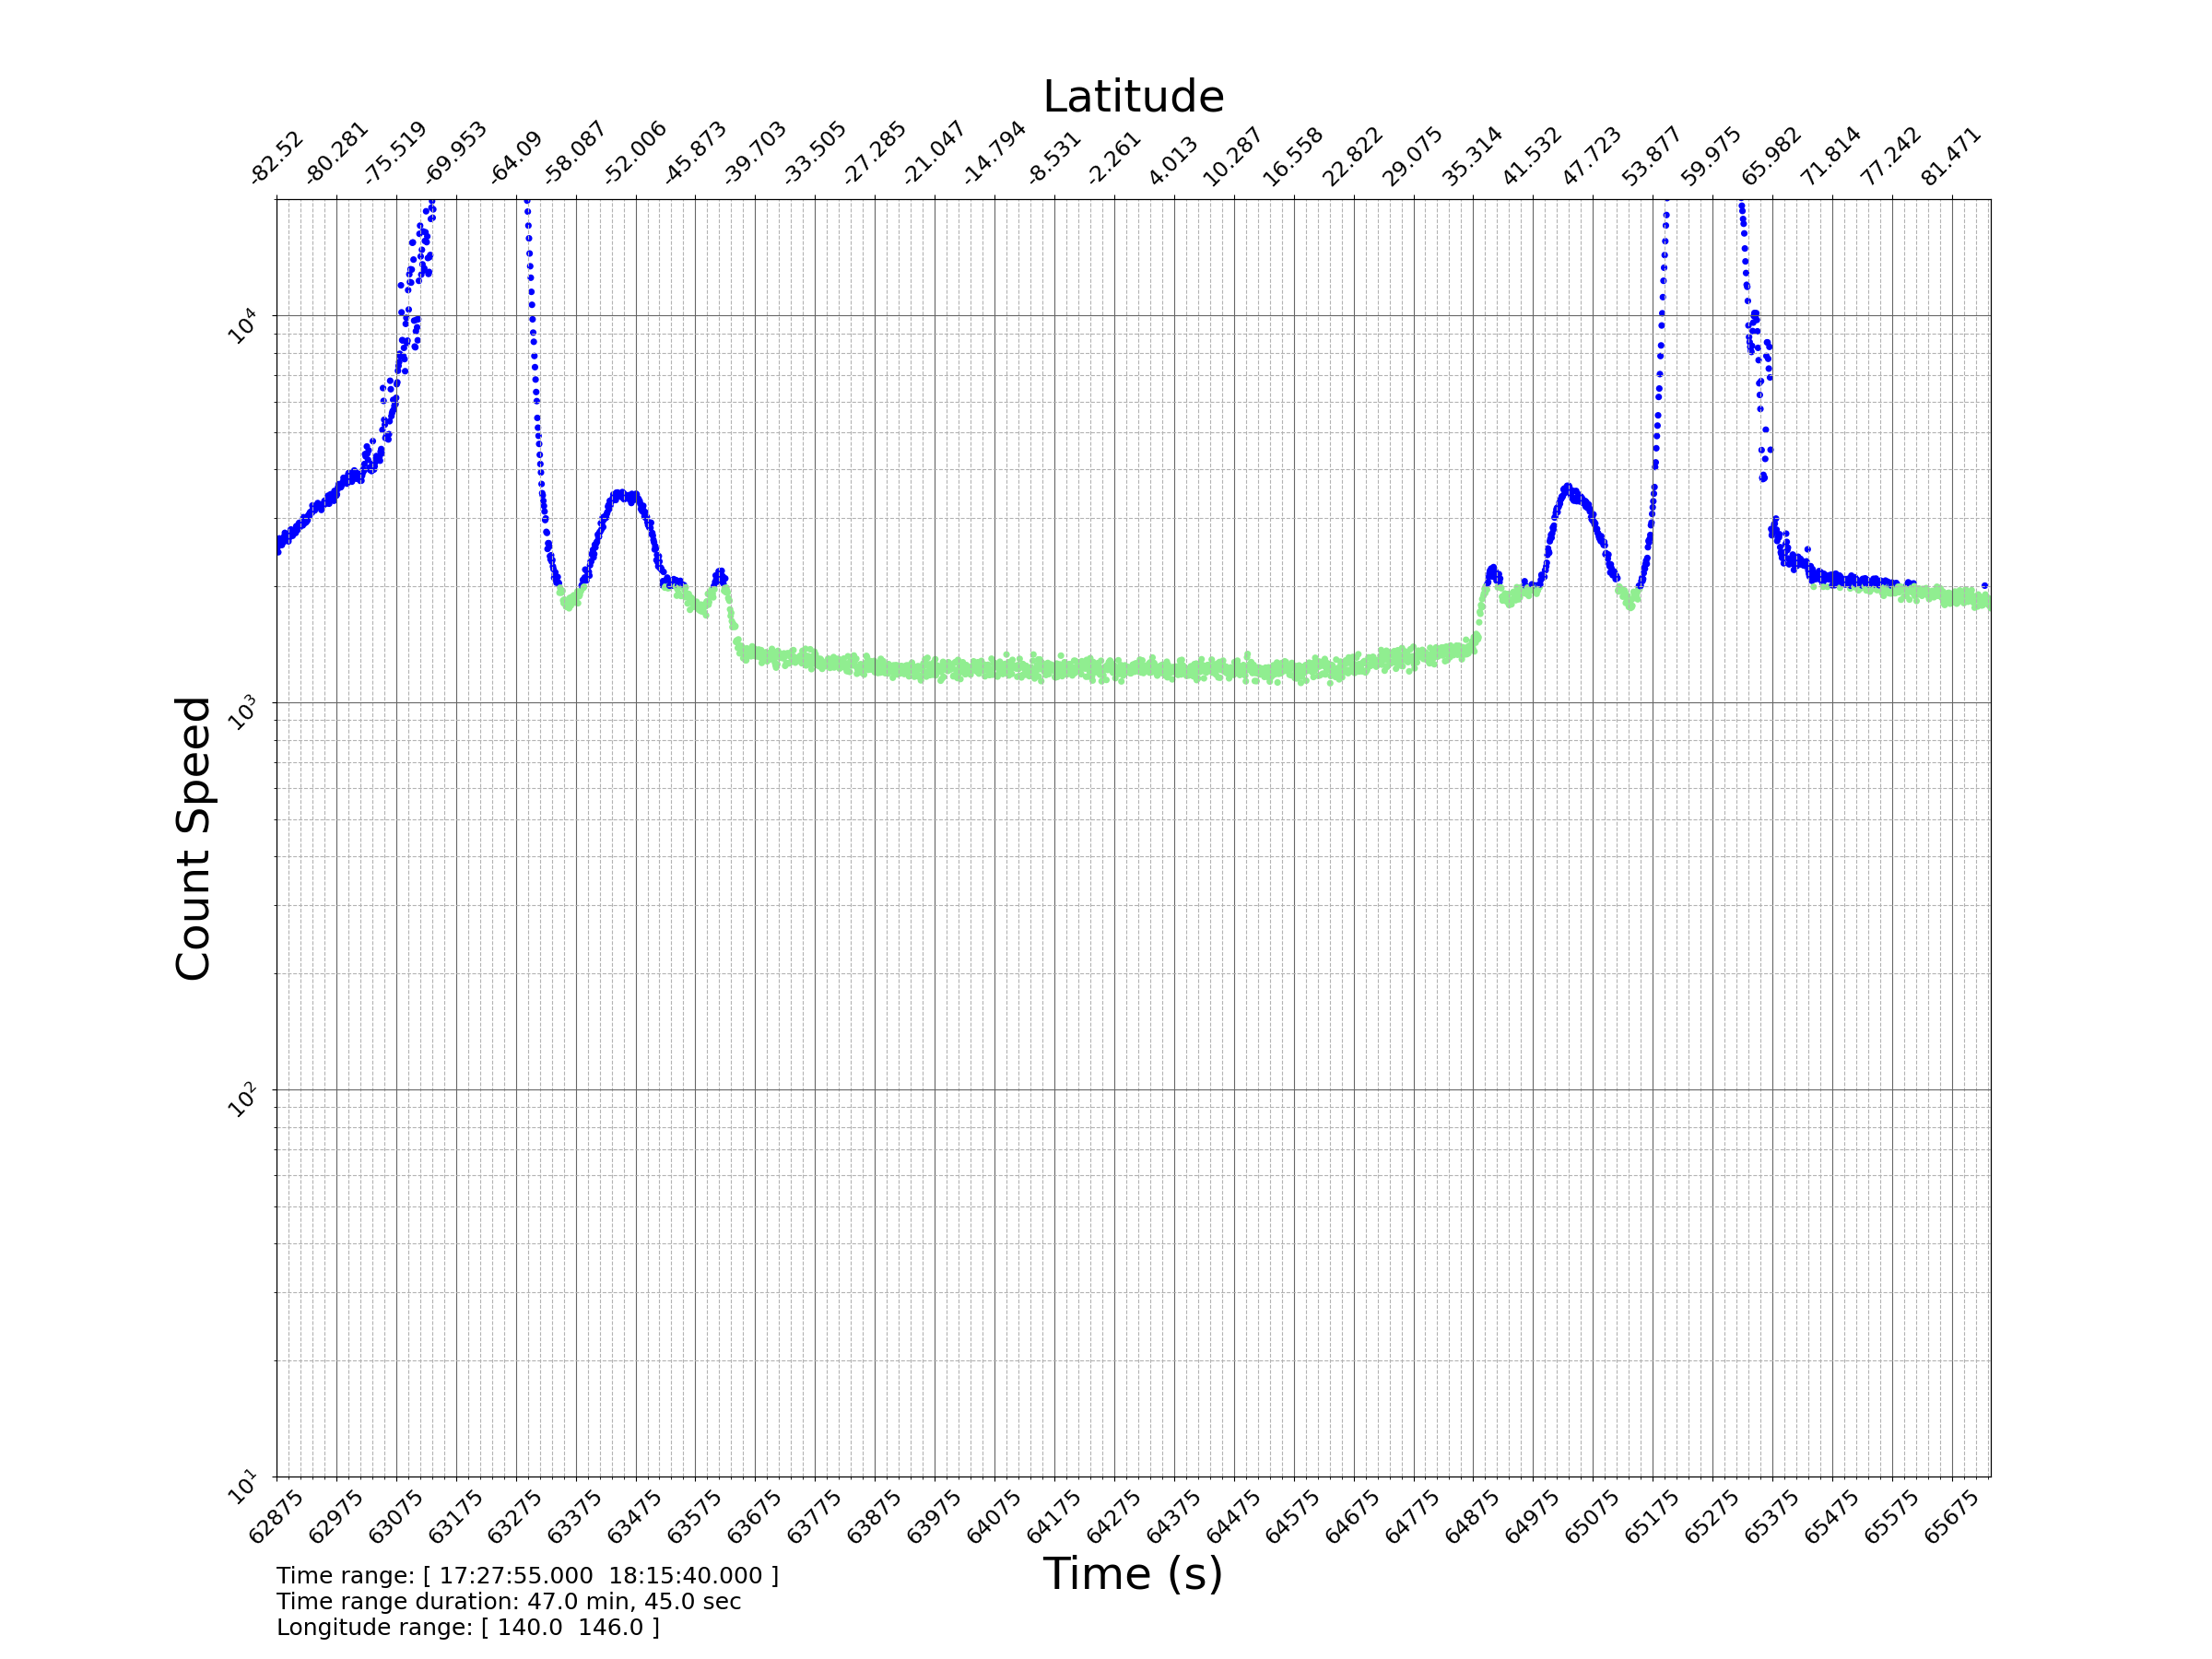 Latitude
-82.52 -80.281 -75.519 -69.953 -64.09 -58.087 -52.006 -45.873 -39.703 -33.505 -27.285 -21.047 -14.794 -8.531 -2.261 4.013 10.287 16.558 22.822 29.075 35.314 41.532 47.723 53.877 59.975 65.982 71.814 77.242 81.471
10⁴
10³
Count Speed
10²
10¹
62875 62975 63075 63175 63275 63375 63475 63575 63675 63775 63875 63975 64075 64175 64275 64375 64475 64575 64675 64775 64875 64975 65075 65175 65275 65375 65475 65575 65675
Time (s)
Time range: [ 17:27:55.000  18:15:40.000 ]
Time range duration: 47.0 min, 45.0 sec
Longitude range: [ 140.0  146.0 ]